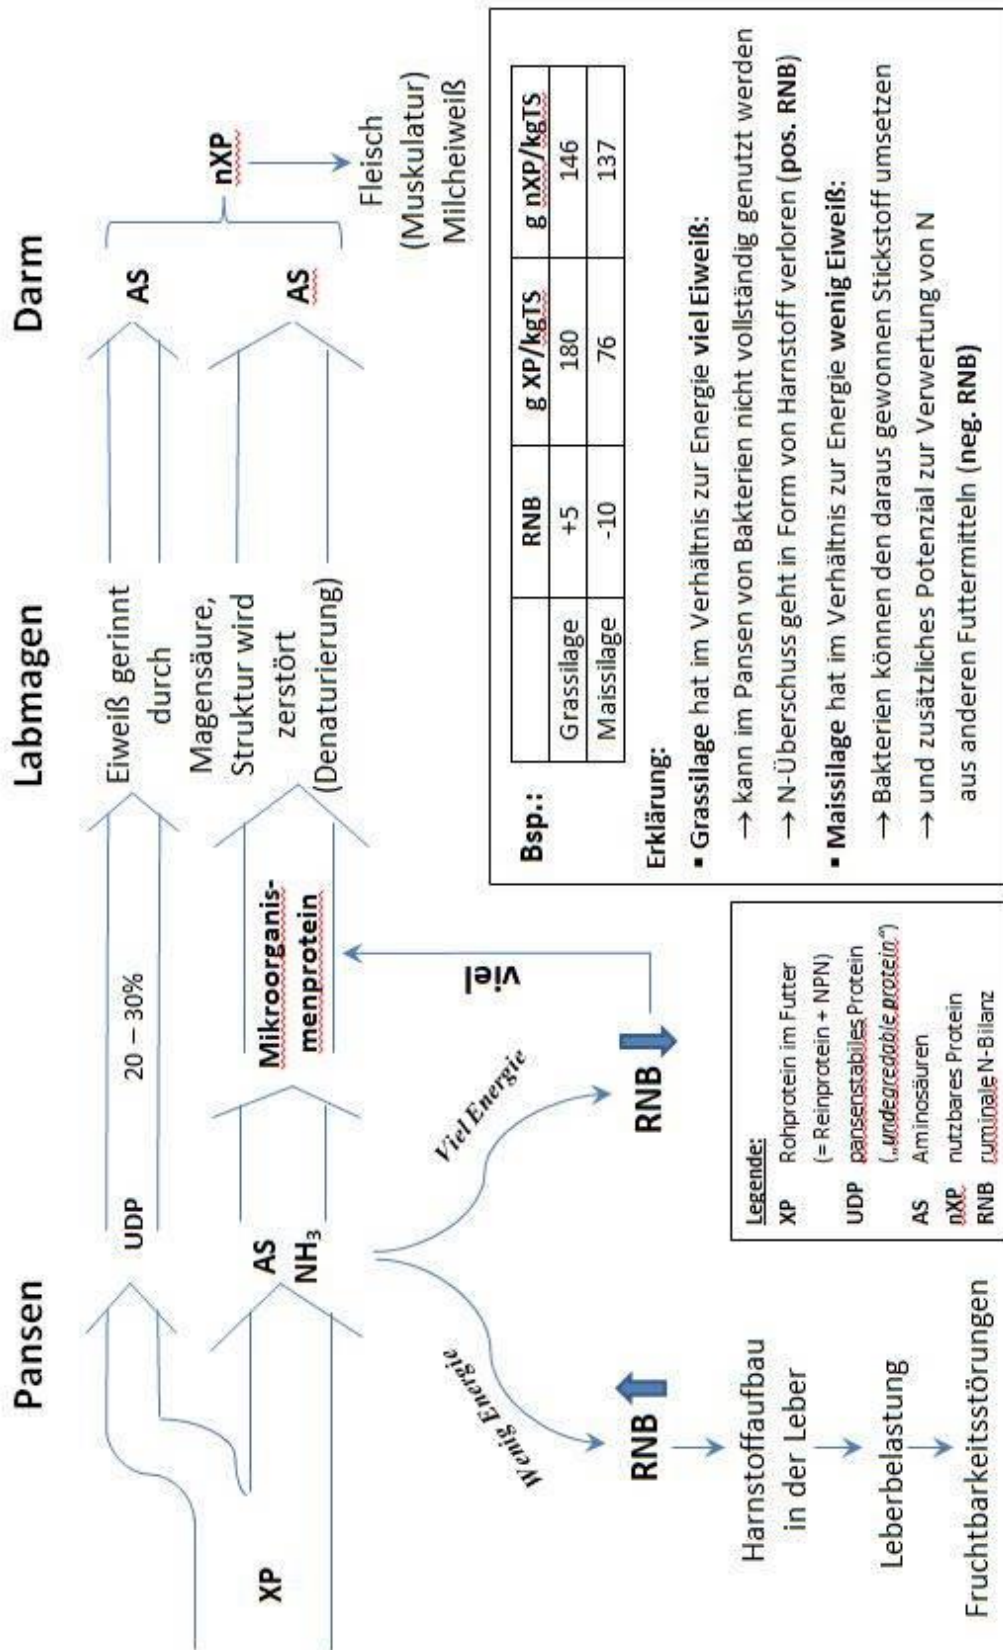 Pansen
Labmagen
Darm
XP
UDP
20 – 30%
AS
NH3
Mikroorganis-
menprotein
Eiweiß gerinnt
durch
Magensäure,
Struktur wird
zerstört
(Denaturierung)
AS
AS
nXP
Fleisch
(Muskulatur)
Milcheiweiß
Wenig Energie
Viel Energie
RNB
RNB
viel
Harnstoffaufbau
in der Leber
Leberbelastung
Fruchtbarkeitsstörungen
Legende:
XP Rohprotein im Futter
(= Reinprotein + NPN)
UDP pansenstabiles Protein
(„undegredable protein“)
AS Aminosäuren
nXP nutzbares Protein
RNB ruminale N-Bilanz
Bsp.:
RNB g XP/kgTS g nXP/kgTS
Grassilage +5 180 146
Maissilage -10 76 137
Erklärung:
▪ Grassilage hat im Verhältnis zur Energie viel Eiweiß:
→ kann im Pansen von Bakterien nicht vollständig genutzt werden
→ N-Überschuss geht in Form von Harnstoff verloren (pos. RNB)
▪ Maissilage hat im Verhältnis zur Energie wenig Eiweiß:
→ Bakterien können den daraus gewonnen Stickstoff umsetzen
→ und zusätzliches Potenzial zur Verwertung von N
aus anderen Futtermitteln (neg. RNB)